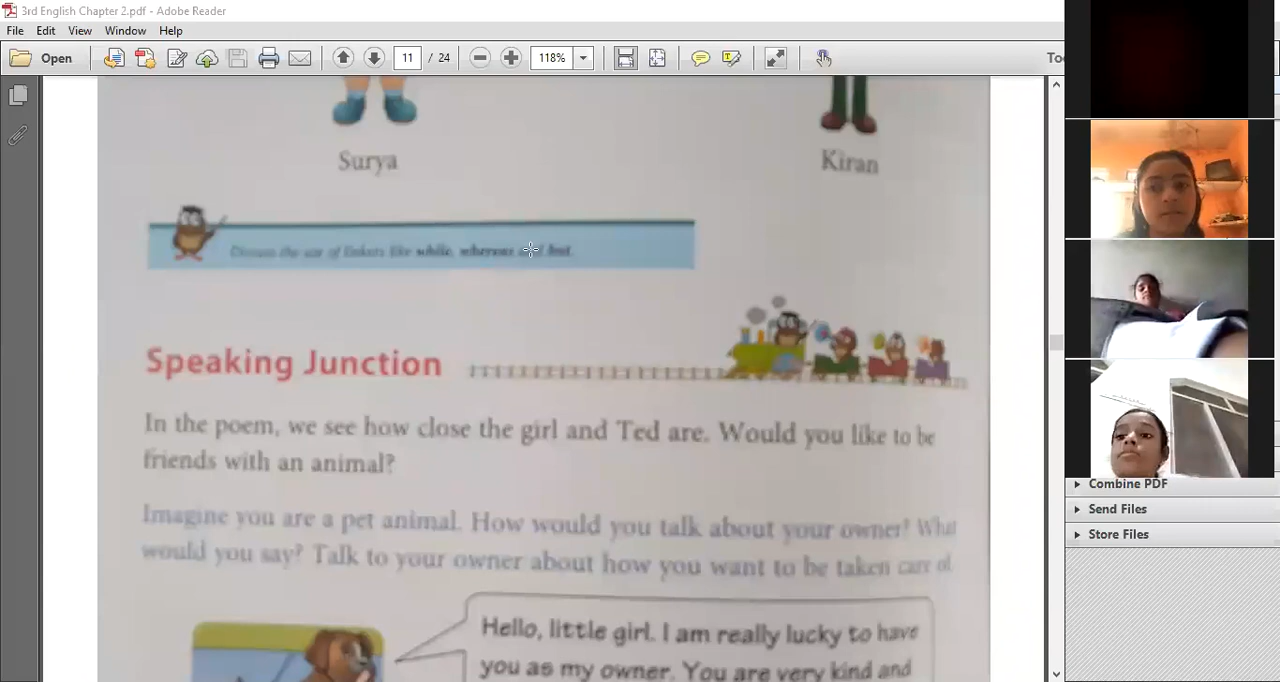 3rd English Chapter 2.pdf - Adobe Reader
File Edit View Window Help
Open 11 / 24 118%
Surya Kiran
Discuss the use of linkers like while, whereas but.
Speaking Junction
In the poem, we see how close the girl and Ted are. Would you like to be
friends with an animal?
Imagine you are a pet animal. How would you talk about your owner? What
would you say? Talk to your owner about how you want to be taken care of.
Hello, little girl. I am really lucky to have
you as my owner. You are very kind and
Combine PDF
Send Files
Store Files